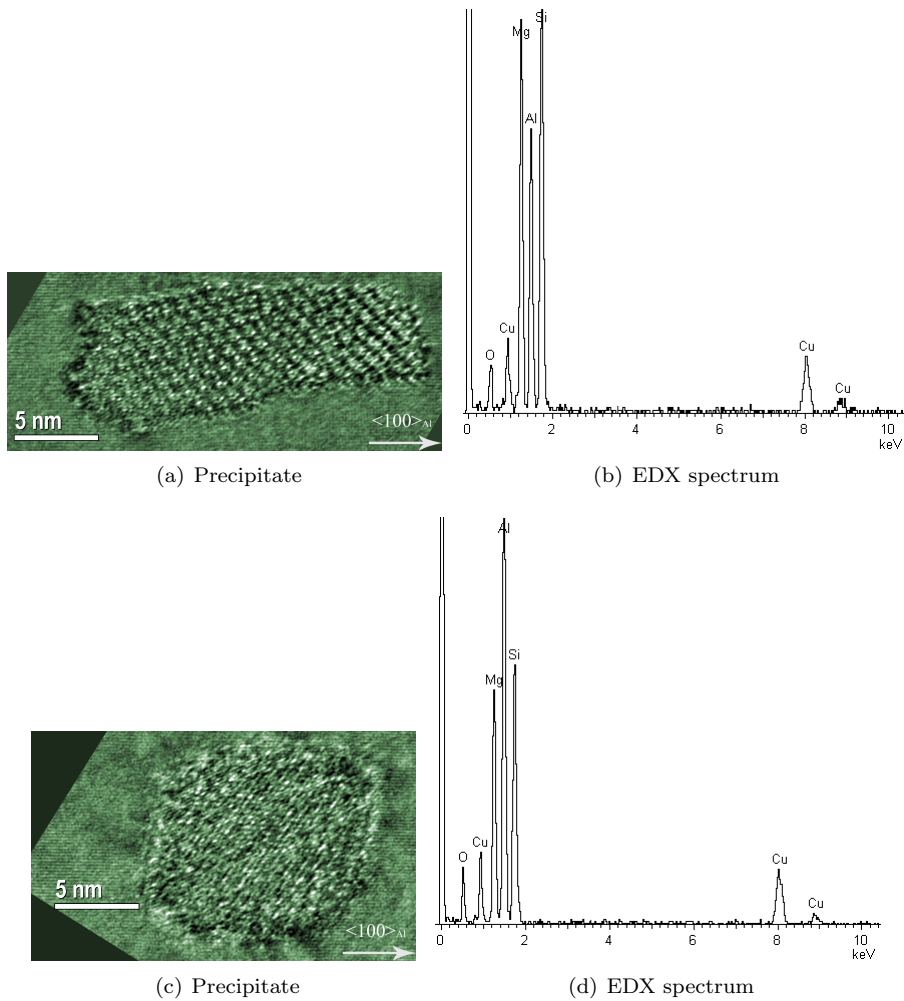 Si
Mg
Al
Cu
O
Cu
Cu
0 2 4 6 8 10
keV
5 nm
<100>Al
(a) Precipitate
(b) EDX spectrum
Al
Si
Mg
Cu
O
Cu
Cu
0 2 4 6 8 10
keV
5 nm
<100>Al
(c) Precipitate
(d) EDX spectrum